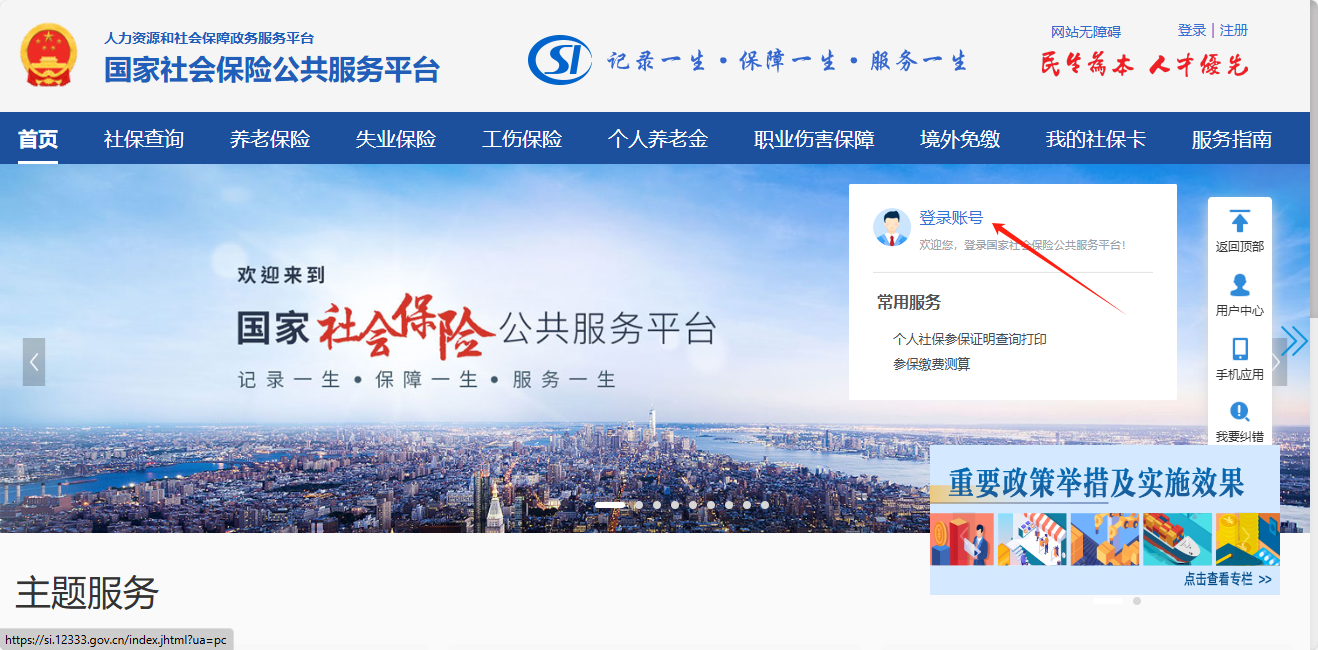 人力资源和社会保障政务服务平台
国家社会保险公共服务平台
SI
记录一生·保障一生·服务一生
网站无障碍
登录 | 注册
民生为本 人才優先
首页 社保查询 养老保险 失业保险 工伤保险 个人养老金 职业伤害保障 境外免缴 我的社保卡 服务指南
登录账号
欢迎您，登录国家社会保险公共服务平台！
常用服务
个人社保参保证明查询打印
参保缴费测算
欢迎来到
国家社会保险公共服务平台
记录一生•保障一生•服务一生
返回顶部
用户中心
手机应用
我要纠错
重要政策举措及实施效果
点击查看专栏 >>
主题服务
https://si.12333.gov.cn/index.jhtml?ua=pc